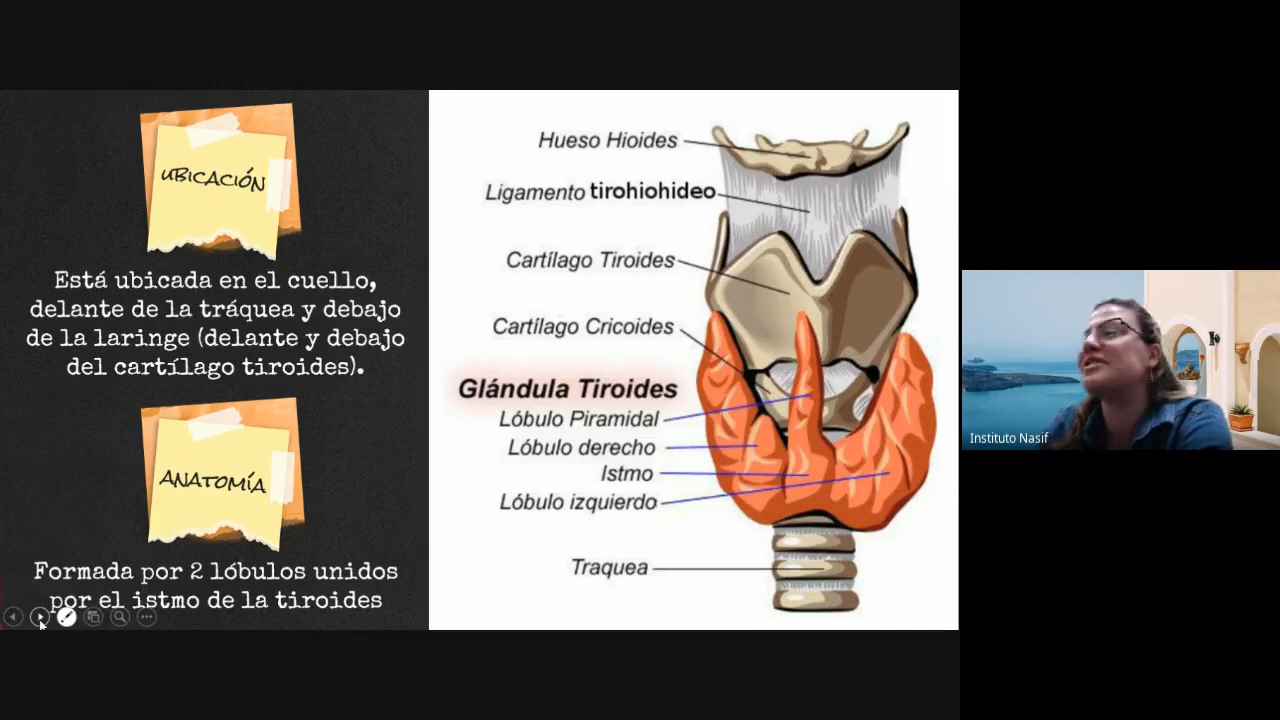 UBICACIÓN
Está ubicada en el cuello,
delante de la tráquea y debajo
de la laringe (delante y debajo
del cartílago tiroides).
ANATOMÍA
Formada por 2 lóbulos unidos
por el istmo de la tiroides
Hueso Hioides
Ligamento tirohiohideo
Cartílago Tiroides
Cartílago Cricoides
Glándula Tiroides
Lóbulo Piramidal
Lóbulo derecho
Istmo
Lóbulo izquierdo
Traquea
Instituto Nasif